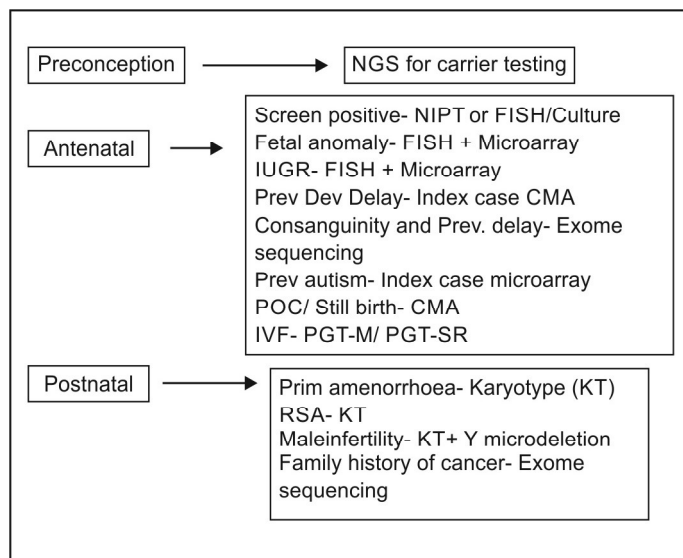 Preconception
NGS for carrier testing
Antenatal
Screen positive- NIPT or FISH/Culture
Fetal anomaly- FISH + Microarray
IUGR- FISH + Microarray
Prev Dev Delay- Index case CMA
Consanguinity and Prev. delay- Exome
sequencing
Prev autism- Index case microarray
POC/ Still birth- CMA
IVF- PGT-M/ PGT-SR
Postnatal
Prim amenorrhoea- Karyotype (KT)
RSA- KT
Maleinfertility- KT+ Y microdeletion
Family history of cancer- Exome
sequencing